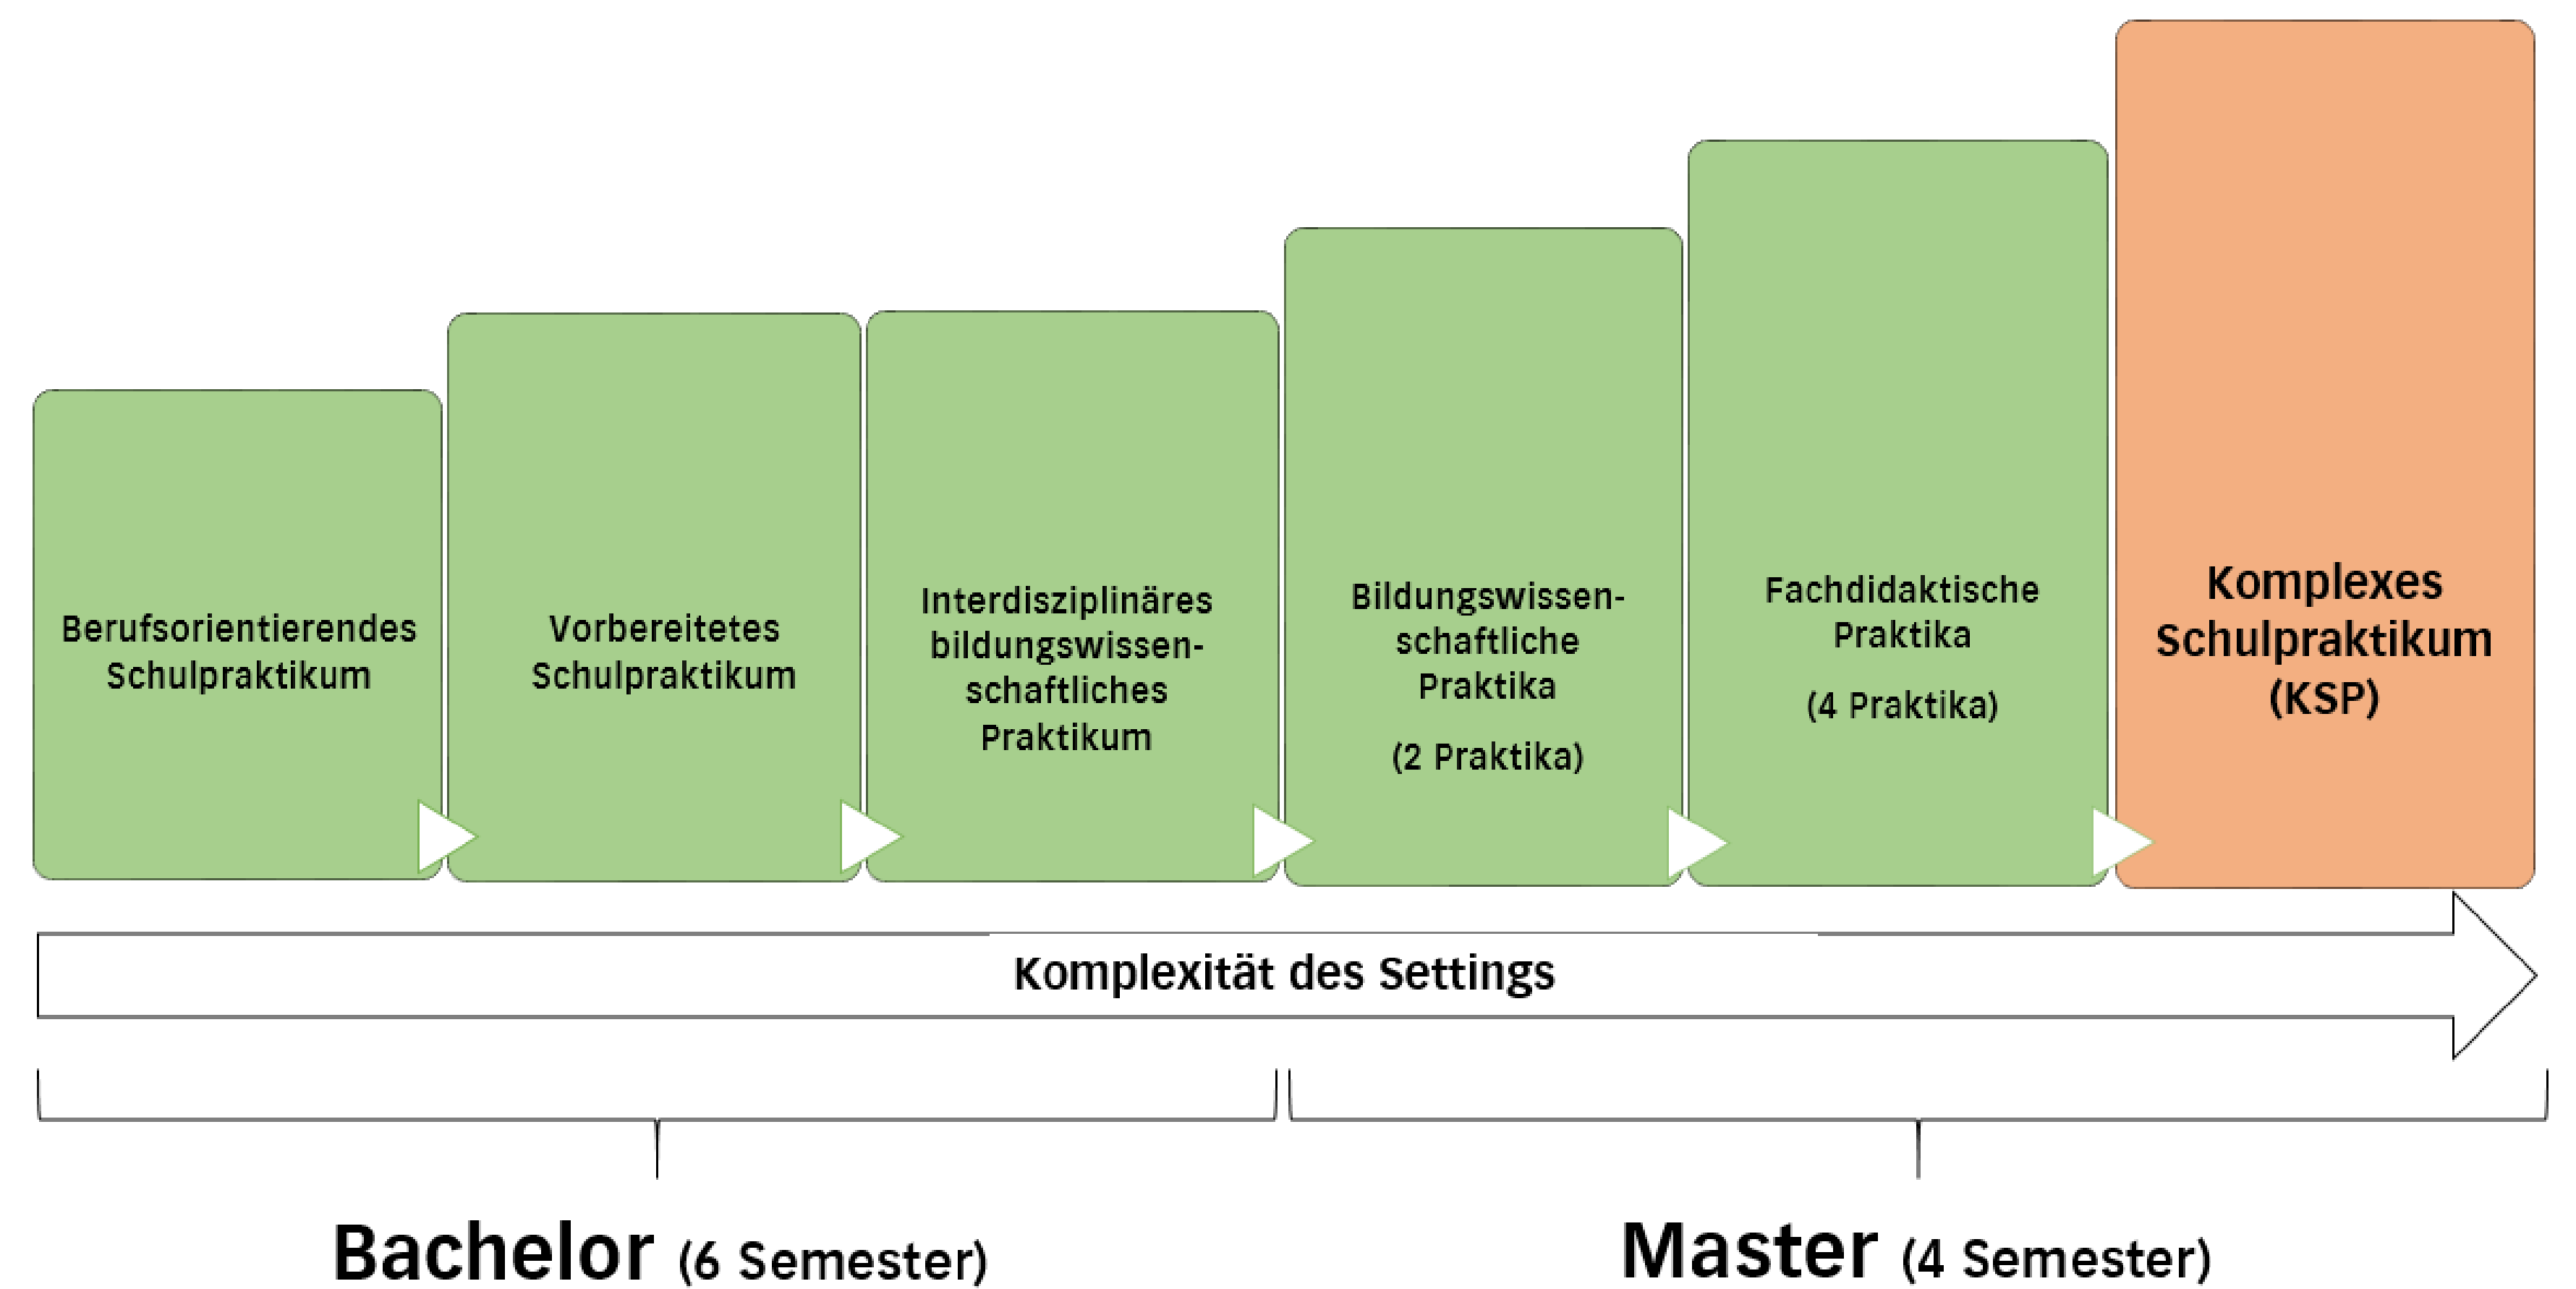 Berufsorientierendes
Schulpraktikum
Vorbereitetes
Schulpraktikum
Interdisziplinäres
bildungswissen-
schaftliches
Praktikum
Bildungswissen-
schaftliche
Praktika
(2 Praktika)
Fachdidaktische
Praktika
(4 Praktika)
Komplexes
Schulpraktikum
(KSP)
Komplexität des Settings
Bachelor (6 Semester)
Master (4 Semester)